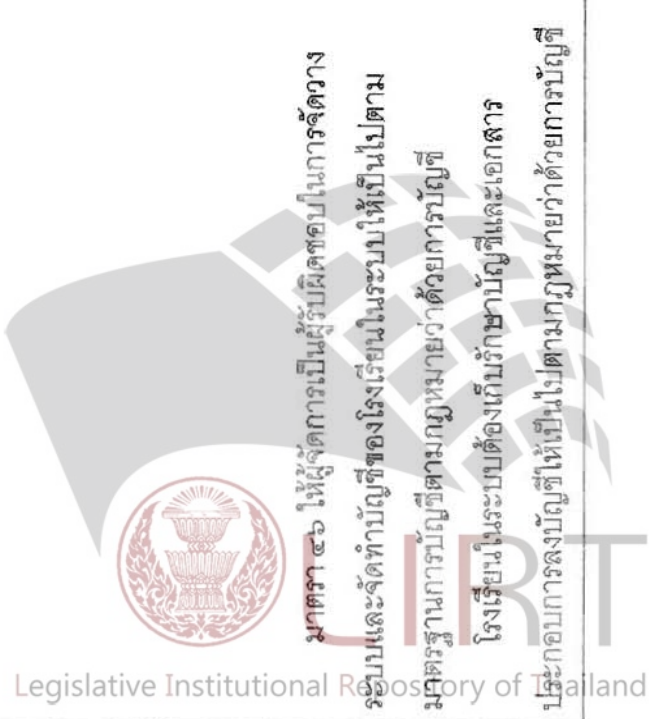 มาตรา ๔๖ ให้ผู้จัดการเป็นผู้รับผิดชอบในการจัดวาง
ระบบและจัดทำบัญชีของโรงเรียนในระบบให้เป็นไปตาม
มาตรฐานการบัญชีตามกฎหมายว่าด้วยการบัญชี
โรงเรียนในระบบต้องเก็บรักษาบัญชีและเอกสาร
ประกอบการลงบัญชีให้เป็นไปตามกฎหมายว่าด้วยการบัญชี
LIRT
Legislative Institutional Repository of Thailand